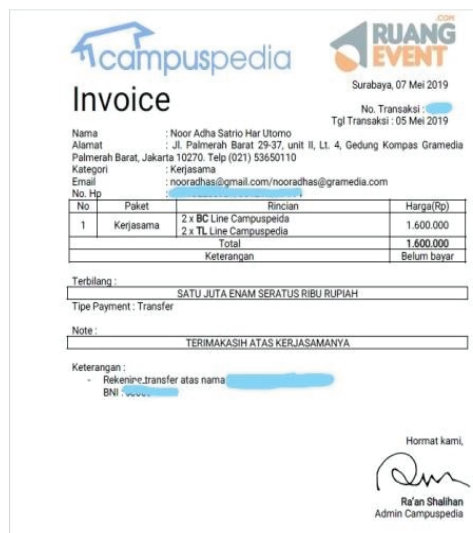 campuspedia
RUANG
EVENT
.COM
Surabaya, 07 Mei 2019
Invoice
No. Transaksi :
Tgl Transaksi : 05 Mei 2019
Nama : Noor Adha Satrio Har Utomo
Alamat : Jl. Palmerah Barat 29-37, unit II, Lt. 4, Gedung Kompas Gramedia
Palmerah Barat, Jakarta 10270. Telp (021) 53650110
Kategori : Kerjasama
Email : nooradhas@gmail.com/nooradhas@gramedia.com
No. Hp :
No Paket Rincian Harga(Rp)
1 Kerjasama 2 x BC Line Campuspeida 1.600.000
2 x TL Line Campuspedia
Total 1.600.000
Keterangan Belum bayar
Terbilang :
SATU JUTA ENAM SERATUS RIBU RUPIAH
Tipe Payment : Transfer
Note :
TERIMAKASIH ATAS KERJASAMANYA
Keterangan :
- Rekening transfer atas nama
BNI :
Hormat kami,
Ra'an Shalihan
Admin Campuspedia